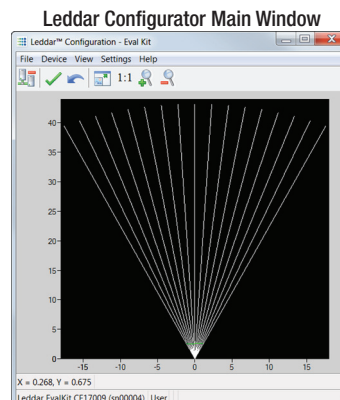 Leddar Configurator Main Window
Leddar™ Configuration - Eval Kit
File Device View Settings Help
1:1
40
35
30
25
20
15
10
5
0
-15 -10 -5 0 5 10 15
X = 0.268, Y = 0.675
Leddar EvalKit CF17009 (sn00004) User